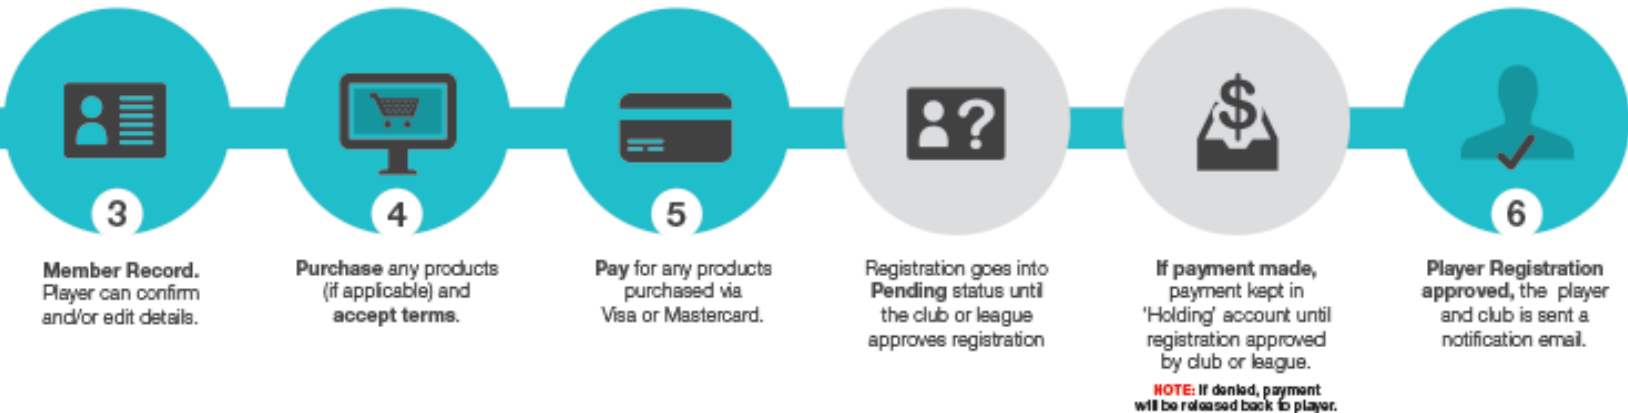 3
Member Record.
Player can confirm
and/or edit details.
4
Purchase any products
(if applicable) and
accept terms.
5
Pay for any products
purchased via
Visa or Mastercard.
?
Registration goes into
Pending status until
the club or league
approves registration
$
If payment made,
payment kept in
'Holding' account until
registration approved
by club or league.
NOTE: If denied, payment
will be released back to player.
6
Player Registration
approved, the player
and club is sent a
notification email.